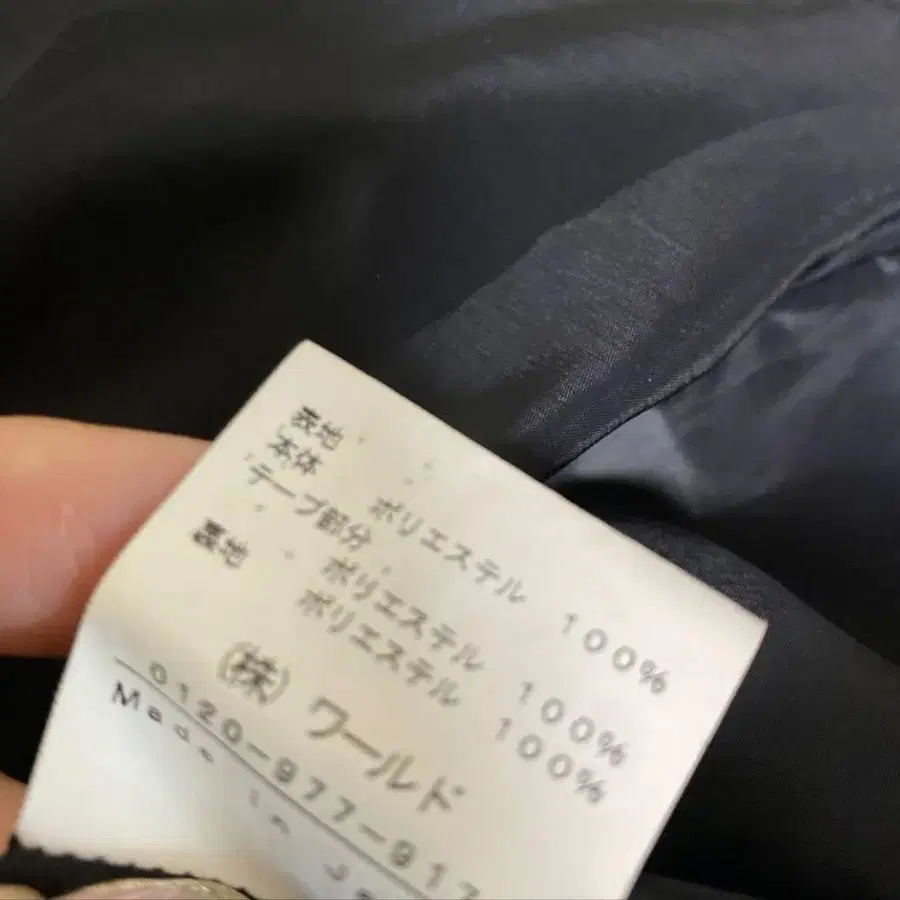 表地
本体 ポリエステル 100%
テープ部分 ポリエステル 100%
裏地 ポリエステル 100%
(株) ワールド
0120-977-917
Made in